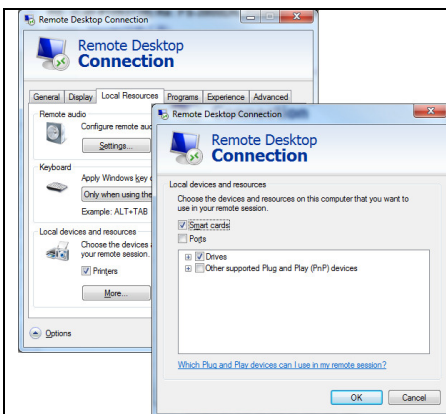 Remote Desktop Connection
Remote Desktop
Connection
General Display Local Resources Programs Experience Advanced
Remote audio
Configure remote aud
Settings...
Keyboard
Apply Windows key c
Only when using the
Example: ALT+TAB
Local devices and resources
Choose the devices a
your remote session.
Printers
More...
Options
Remote Desktop Connection
Remote Desktop
Connection
Local devices and resources
Choose the devices and resources on this computer that you want to
use in your remote session.
Smart cards
Ports
Drives
Other supported Plug and Play (PnP) devices
Which Plug and Play devices can I use in my remote session?
OK Cancel